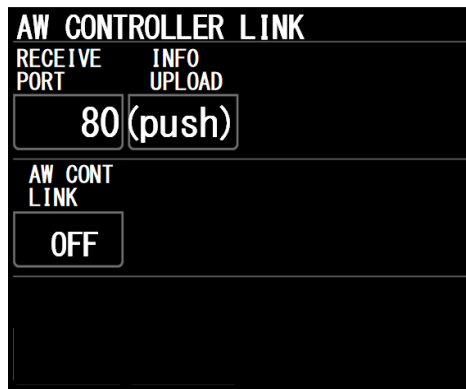 AW CONTROLLER LINK
RECEIVE PORT
INFO UPLOAD
80
(push)
AW CONT LINK
OFF